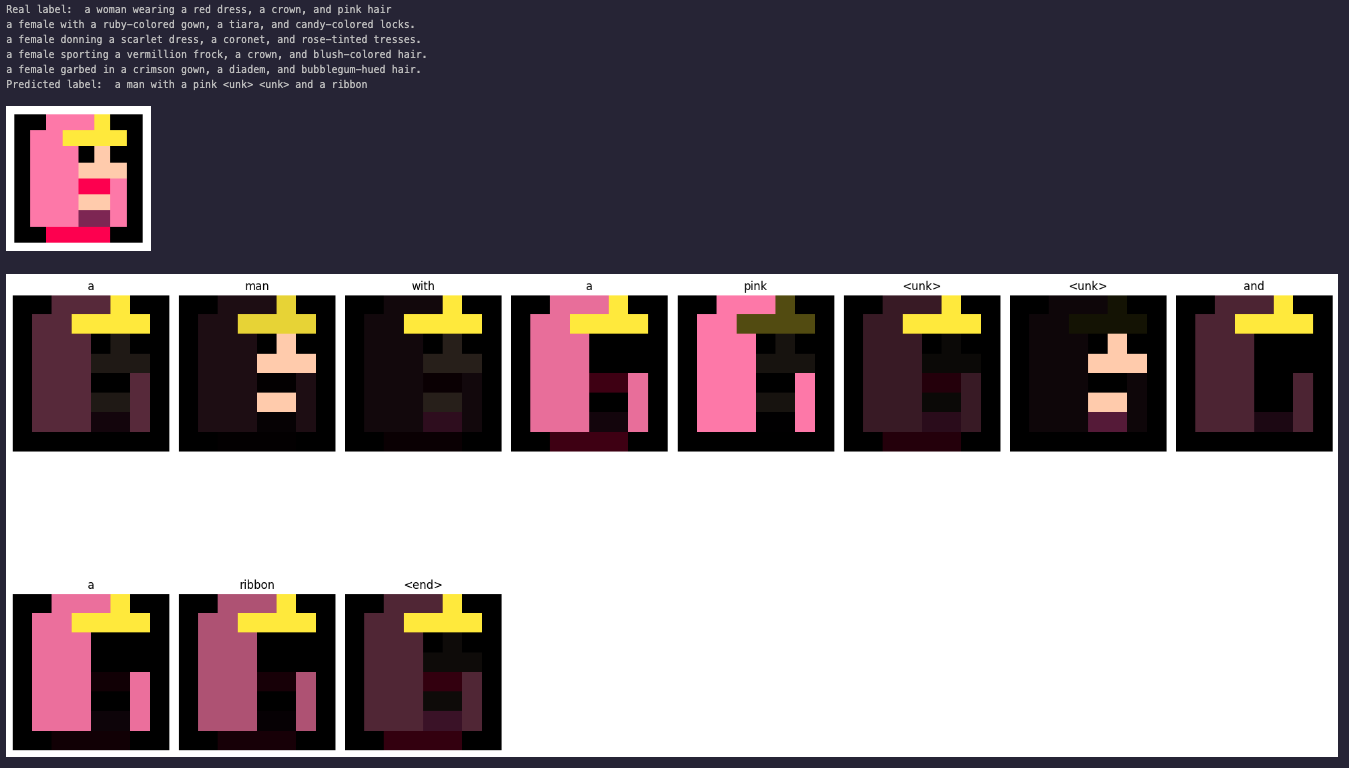 Real label:  a woman wearing a red dress, a crown, and pink hair
a female with a ruby-colored gown, a tiara, and candy-colored locks.
a female donning a scarlet dress, a coronet, and rose-tinted tresses.
a female sporting a vermillion frock, a crown, and blush-colored hair.
a female garbed in a crimson gown, a diadem, and bubblegum-hued hair.
Predicted label:  a man with a pink <unk> <unk> and a ribbon
a man with a pink <unk> <unk> and
a ribbon <end>